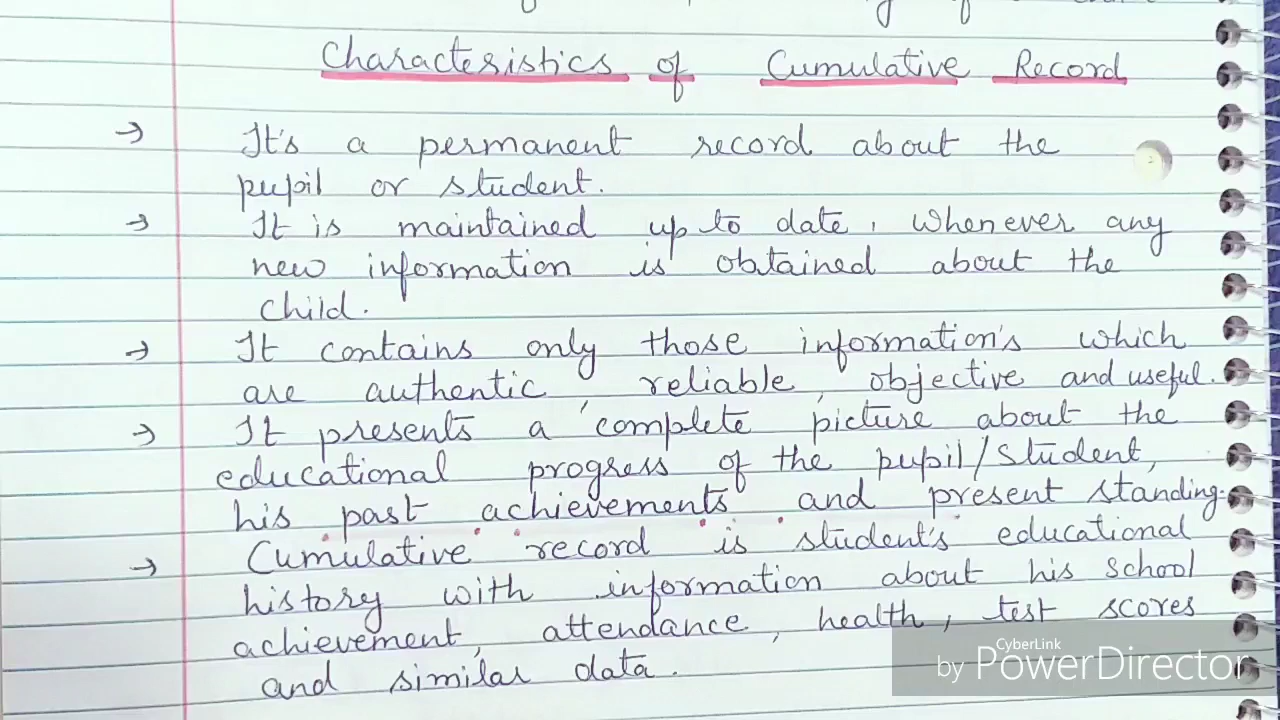 Characteristics of Cumulative Record
→ It's a permanent record about the
pupil or student.
→ It is maintained up to date, whenever any
new information is obtained about the
child.
→ It contains only those information's which
are authentic, reliable, objective and useful.
→ It presents a complete picture about the
educational progress of the pupil/student,
his past achievements and present standing.
→ Cumulative record is student's educational
history with information about his school
achievement, attendance, health, test scores
and similar data.
CyberLink
by PowerDirector